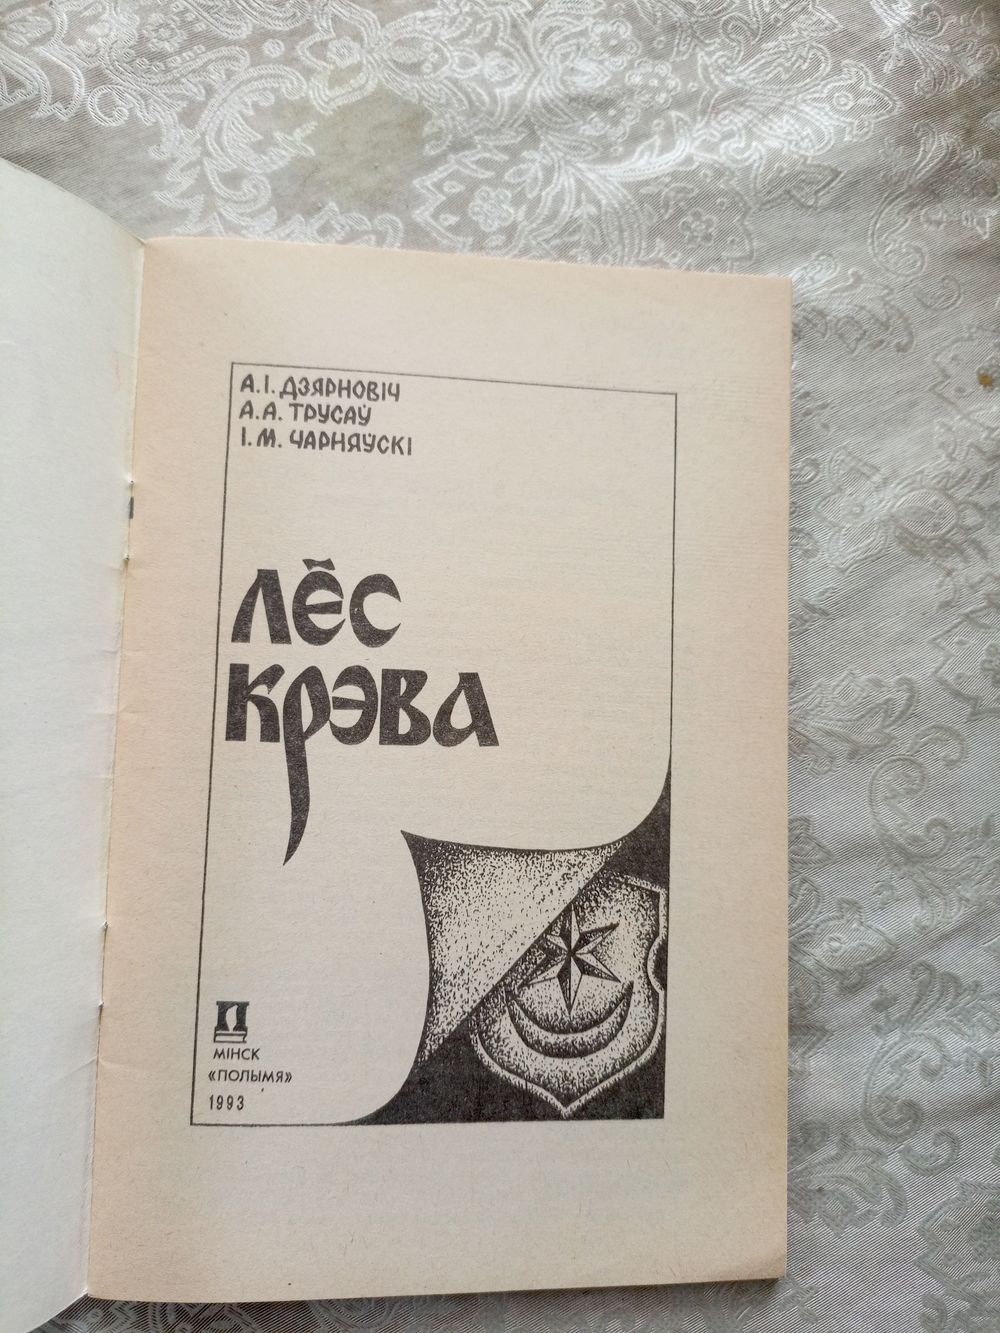 А.І. ДЗЯРНОВІЧ
А.А. ТРУСАЎ
І.М. ЧАРНЯЎСКІ
ЛЁС
КРЭВА
МІНСК
«ПОЛЫМЯ»
1993